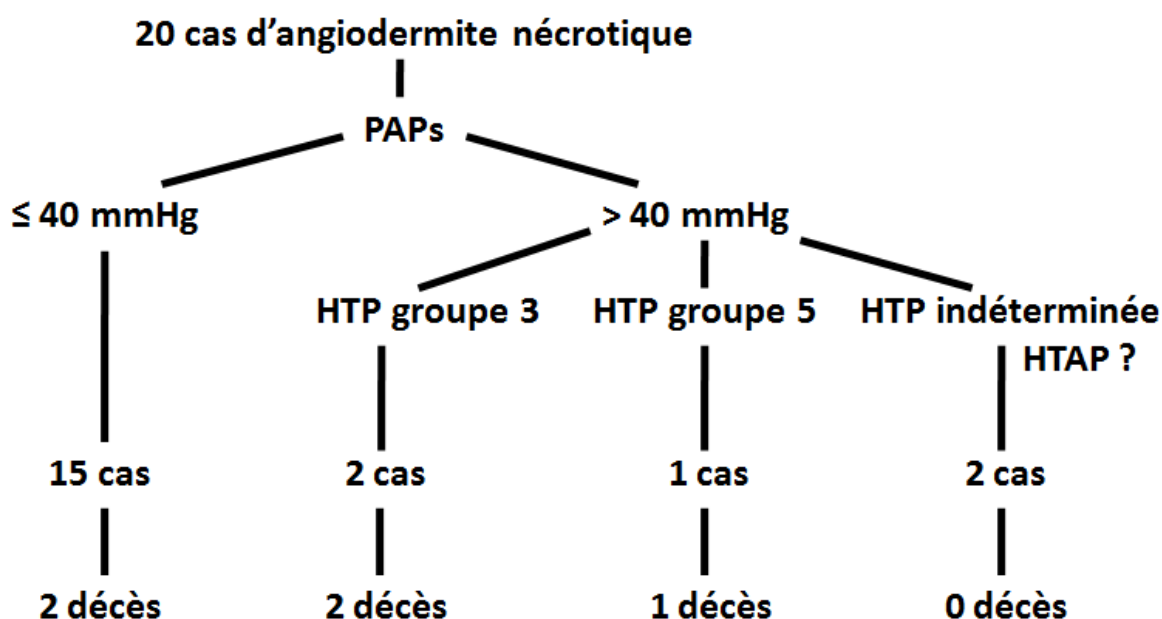 20 cas d'angiodermite nécrotique
PAPs
≤ 40 mmHg
> 40 mmHg
HTP groupe 3
HTP groupe 5
HTP indéterminée
HTAP ?
15 cas
2 cas
1 cas
2 cas
2 décès
2 décès
1 décès
0 décès